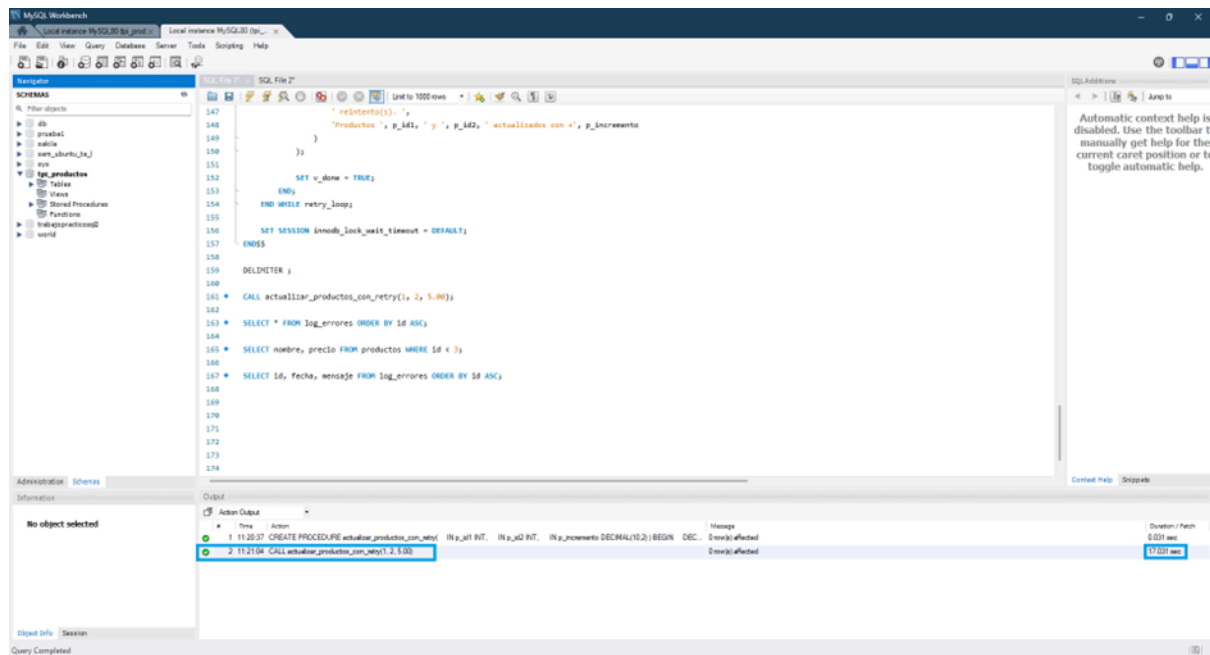 MySQL Workbench
Local instance MySQL80 (tpi_prod... × Local instance MySQL80 (tpi_... ×
File Edit View Query Database Server Tools Scripting Help
Navigator
SCHEMAS
Filter objects
db
prueba1
sakila
sys
tpi_productos
Tables
Views
Stored Procedures
Functions
world
Administration Schemas
Information
No object selected
Object Info Session
Query Completed
SQL File 1* × SQL File 2*
Limit to 1000 rows
147 ' reintento(s). ',
148 'Productos ', p_id1, ' y ', p_id2, ' actualizados con +', p_incremento
149 )
150 );
151
152 SET v_done = TRUE;
153 END;
154 END WHILE retry_loop;
155
156 SET SESSION innodb_lock_wait_timeout = DEFAULT;
157 END$$
158
159 DELIMITER ;
160
161 CALL actualizar_productos_con_retry(1, 2, 5.00);
162
163 SELECT * FROM log_errores ORDER BY id ASC;
164
165 SELECT nombre, precio FROM productos WHERE id < 3;
166
167 SELECT id, fecha, mensaje FROM log_errores ORDER BY id ASC;
168
169
170
171
172
173
174
Output
Action Output
# Time Action Message Duration / Fetch
1 11:20:37 CREATE PROCEDURE actualizar_productos_con_retry( IN p_id1 INT, IN p_id2 INT, IN p_incremento DECIMAL(10,2) ) BEGIN DEC... 0 row(s) affected 0.031 sec
2 11:21:04 CALL actualizar_productos_con_retry(1, 2, 5.00) 0 row(s) affected 17.031 sec
SQL Additions
Jump to
Automatic context help is
disabled. Use the toolbar t
manually get help for the
current caret position or to
toggle automatic help.
Context Help Snippets